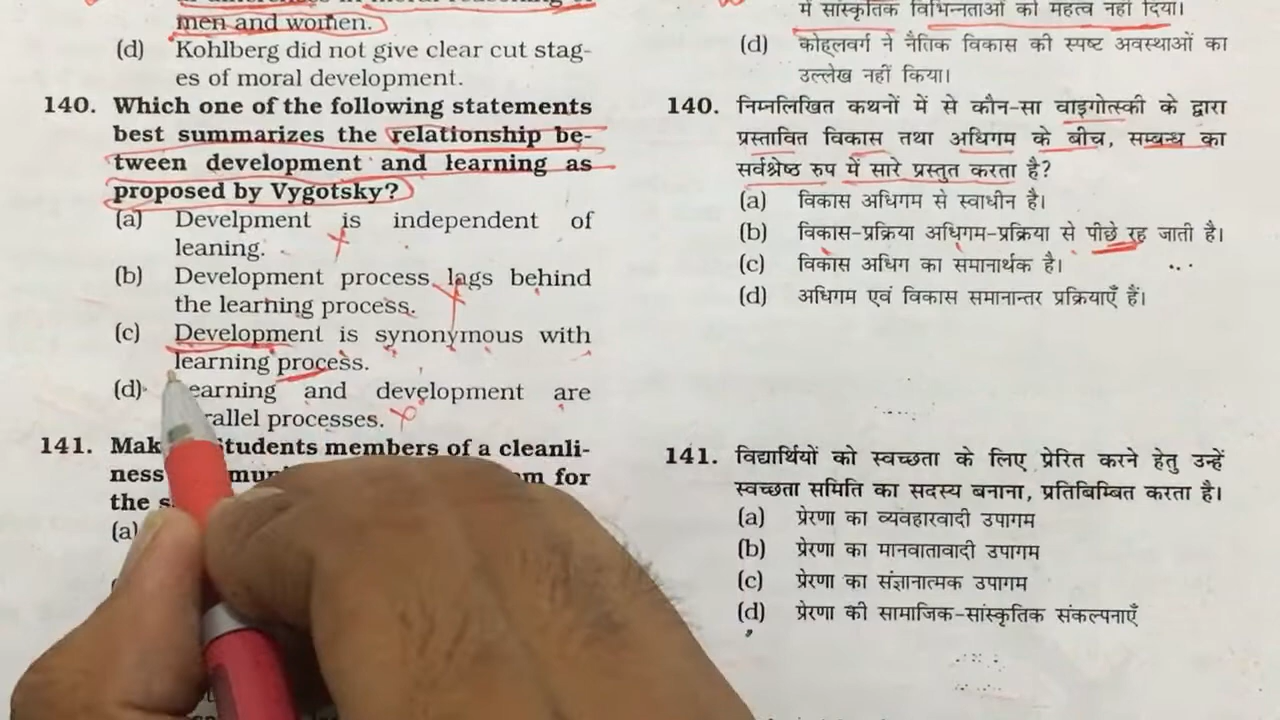 men and women.
(d) Kohlberg did not give clear cut stag-
es of moral development.
140. Which one of the following statements
best summarizes the relationship be-
tween development and learning as
proposed by Vygotsky?
(a) Develpment is independent of
leaning.
(b) Development process lags behind
the learning process.
(c) Development is synonymous with
learning process.
(d) earning and development are
rallel processes.
141. Mak students members of a cleanli-
ness
for
the s
(a)
में सांस्कृतिक विभिन्नताओं को महत्व नहीं दिया।
(d) कोहलवर्ग ने नैतिक विकास की स्पष्ट अवस्थाओं का
उल्लेख नहीं किया।
140. निम्नलिखित कथनों में से कौन-सा वाइगोत्स्की के द्वारा
प्रस्तावित विकास तथा अधिगम के बीच, सम्बन्ध का
सर्वश्रेष्ठ रुप में सारे प्रस्तुत करता है?
(a) विकास अधिगम से स्वाधीन है।
(b) विकास-प्रक्रिया अधिगम-प्रक्रिया से पीछे रह जाती है।
(c) विकास अधिग का समानार्थक है।
(d) अधिगम एवं विकास समानान्तर प्रक्रियाएँ हैं।
141. विद्यार्थियों को स्वच्छता के लिए प्रेरित करने हेतु उन्हें
स्वच्छता समिति का सदस्य बनाना, प्रतिबिम्बित करता है।
(a) प्रेरणा का व्यवहारवादी उपागम
(b) प्रेरणा का मानवातावादी उपागम
(c) प्रेरणा का संज्ञानात्मक उपागम
(d) प्रेरणा की सामाजिक-सांस्कृतिक संकल्पनाएँ